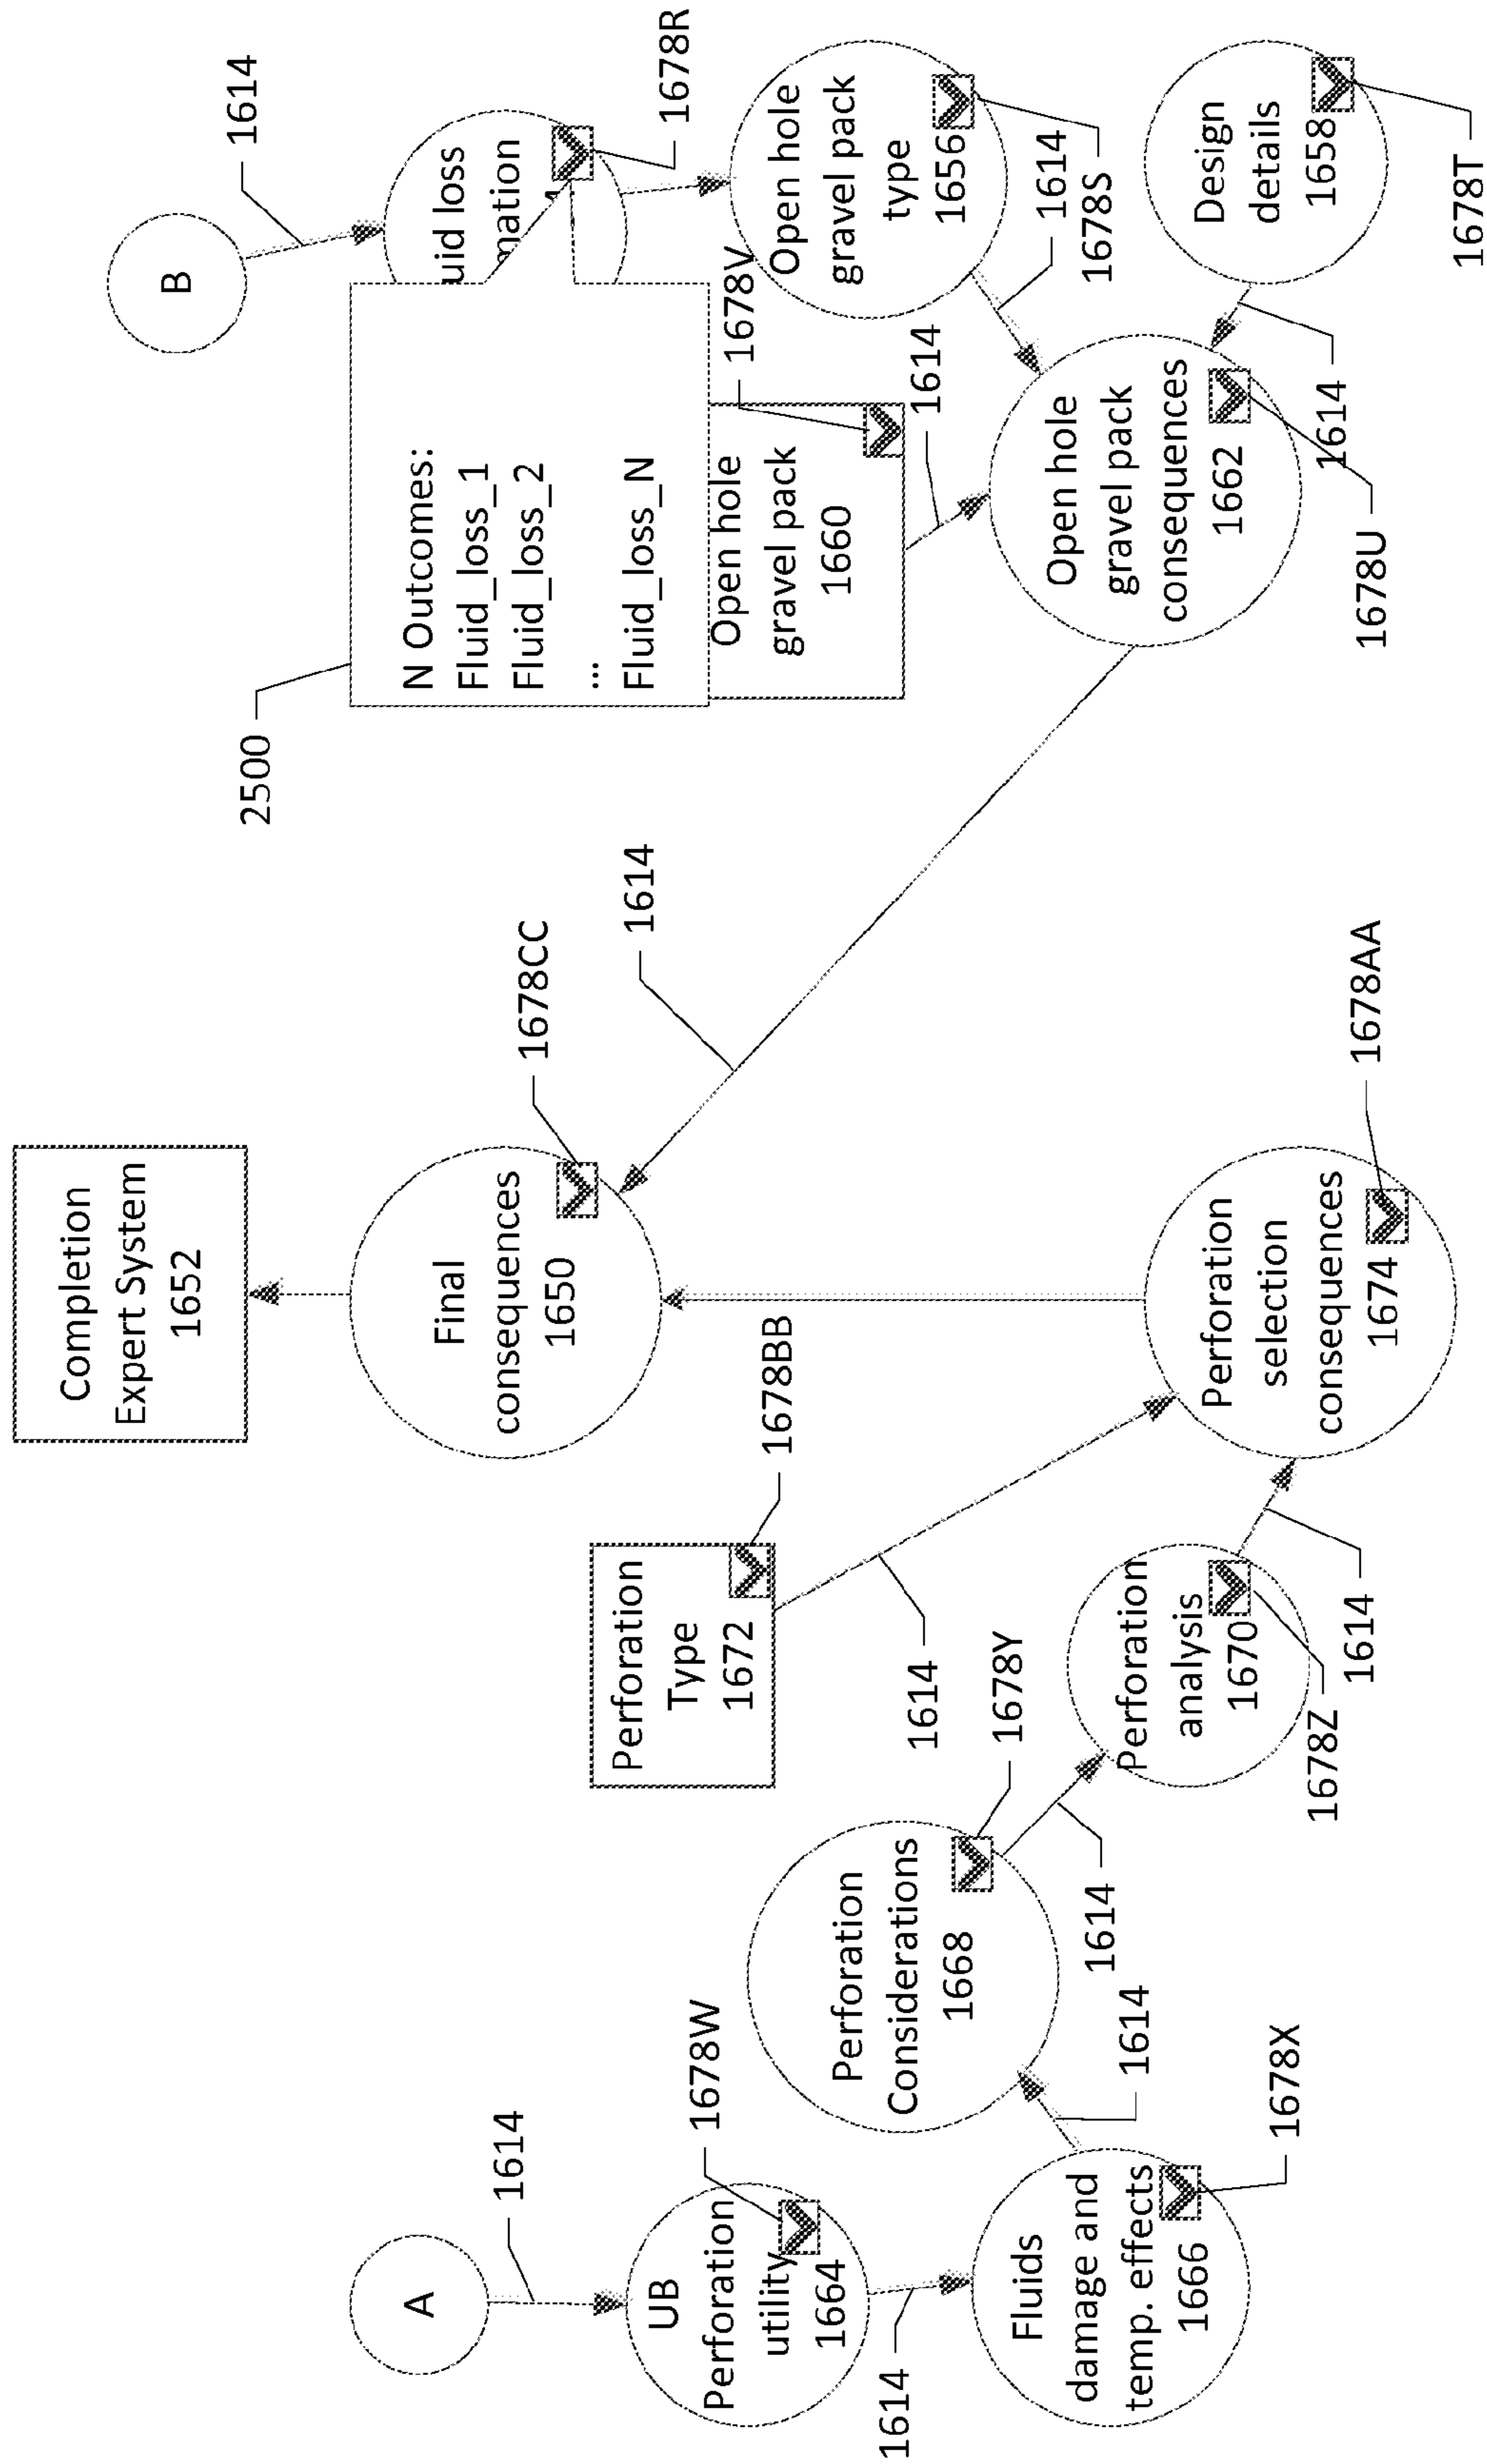 Completion
Expert System
1652
Final
consequences
1650
1678CC
1614
2500
N Outcomes:
Fluid_loss_1
Fluid_loss_2
...
Fluid_loss_N
B
1614
uid loss
mation
1678R
Open hole
gravel pack
1660
1678V
1614
Open hole
gravel pack
type
1656
1614
1678S
Open hole
gravel pack
consequences
1662
1678U
1614
Design
details
1658
1678T
A
1614
UB
Perforation
utility
1664
1678W
1614
Fluids
damage and
temp. effects
1666
1678X
1614
Perforation
Considerations
1668
1678Y
1614
Perforation
Type
1672
1678BB
1614
Perforation
analysis
1670
1678Z
1614
Perforation
selection
consequences
1674
1678AA